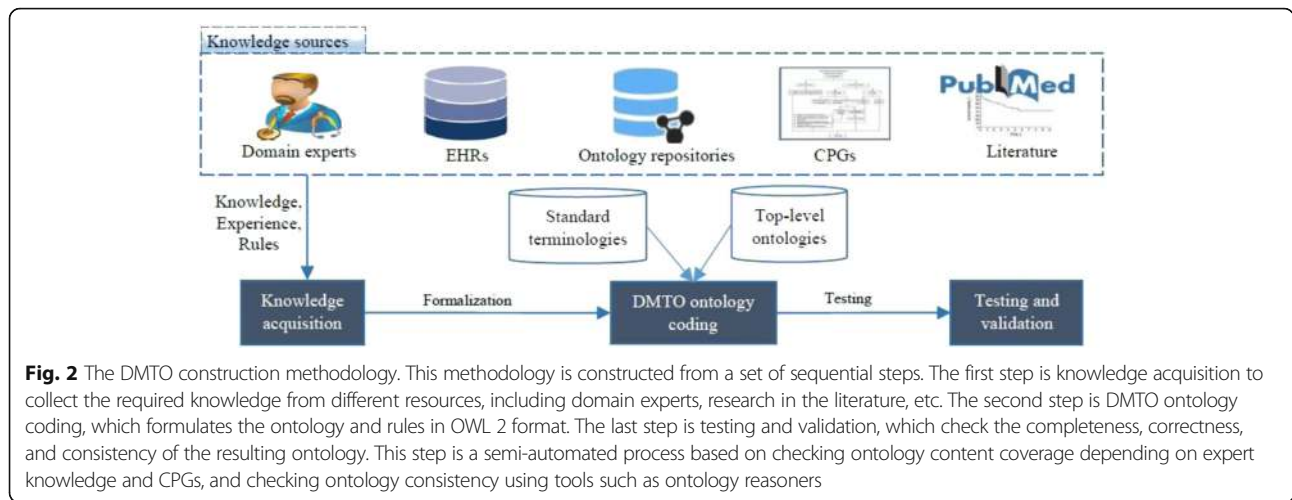 Knowledge sources
PubMed
Domain experts
EHRs
Ontology repositories
CPGs
Literature
Knowledge,
Experience,
Rules
Standard
terminologies
Top-level
ontologies
Knowledge
acquisition
Formalization
DMTO ontology
coding
Testing
Testing and
validation
Fig. 2 The DMTO construction methodology. This methodology is constructed from a set of sequential steps. The first step is knowledge acquisition to
collect the required knowledge from different resources, including domain experts, research in the literature, etc. The second step is DMTO ontology
coding, which formulates the ontology and rules in OWL 2 format. The last step is testing and validation, which check the completeness, correctness,
and consistency of the resulting ontology. This step is a semi-automated process based on checking ontology content coverage depending on expert
knowledge and CPGs, and checking ontology consistency using tools such as ontology reasoners